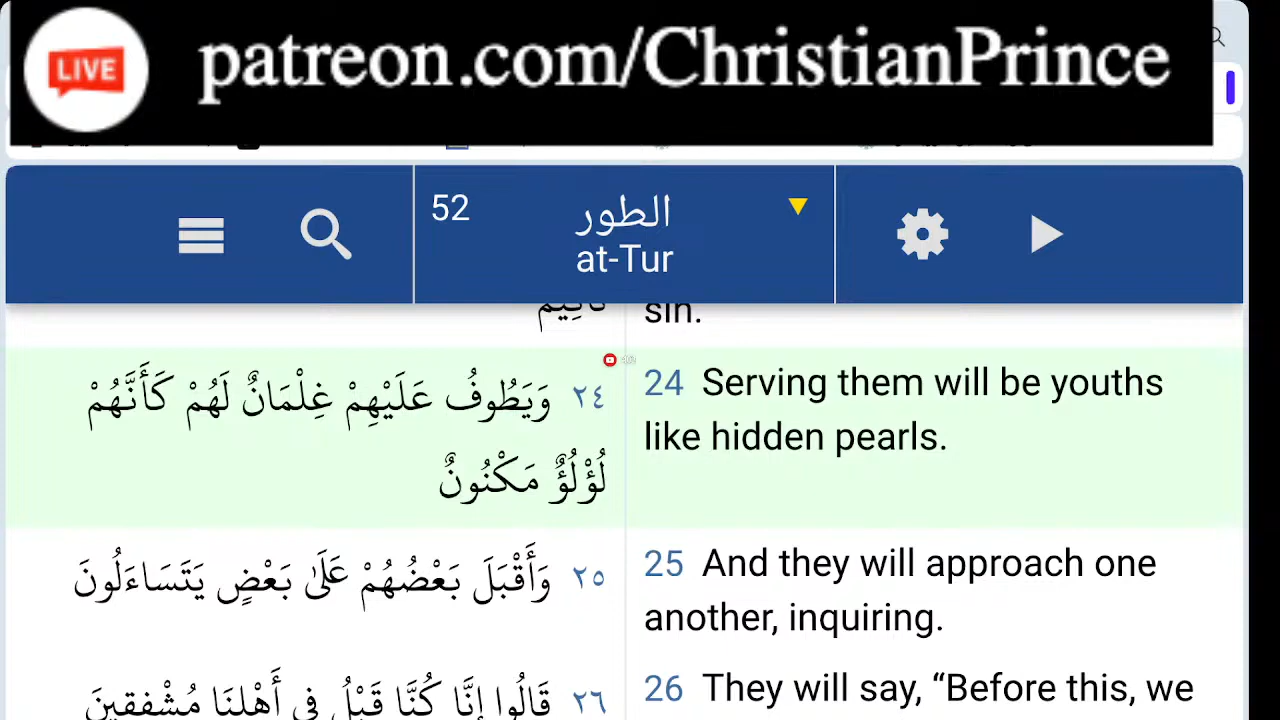 LIVE
patreon.com/ChristianPrince
52
الطور
at-Tur
تَأْثِيمٌ
sin.
٢٤ وَيَطُوفُ عَلَيْهِمْ غِلْمَانٌ لَهُمْ كَأَنَّهُمْ
لُؤْلُؤٌ مَكْنُونٌ
24 Serving them will be youths
like hidden pearls.
٢٥ وَأَقْبَلَ بَعْضُهُمْ عَلَىٰ بَعْضٍ يَتَسَاءَلُونَ
25 And they will approach one
another, inquiring.
٢٦ قَالُوا إِنَّا كُنَّا قَبْلُ فِي أَهْلِنَا مُشْفِقِينَ
26 They will say, “Before this, we